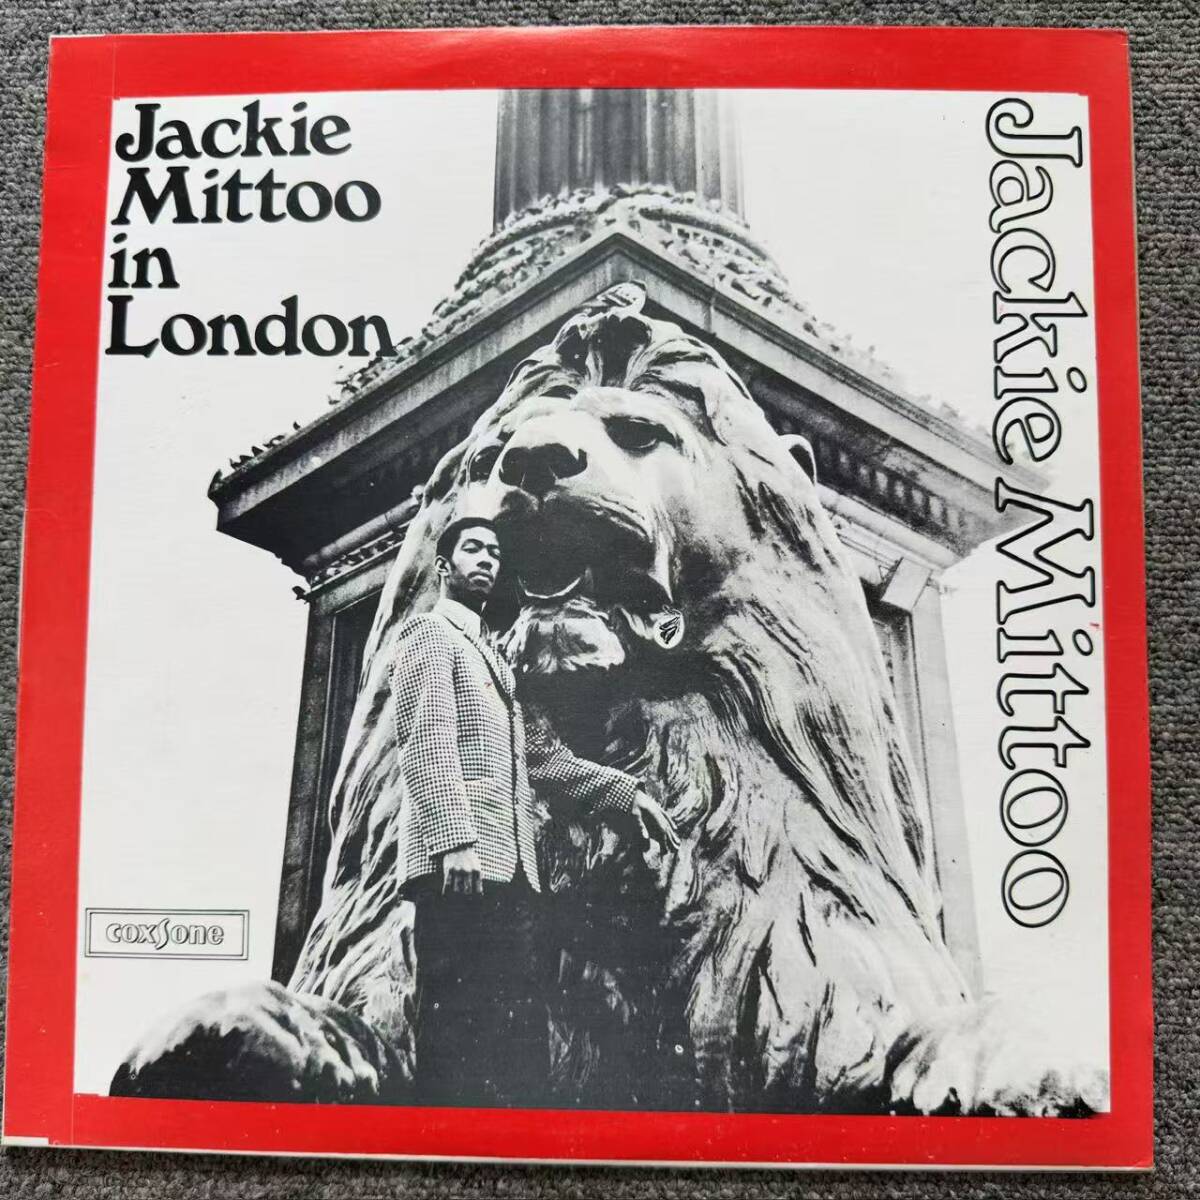 Jackie
Mittoo
in
London
Jackie Mittoo
coxsone